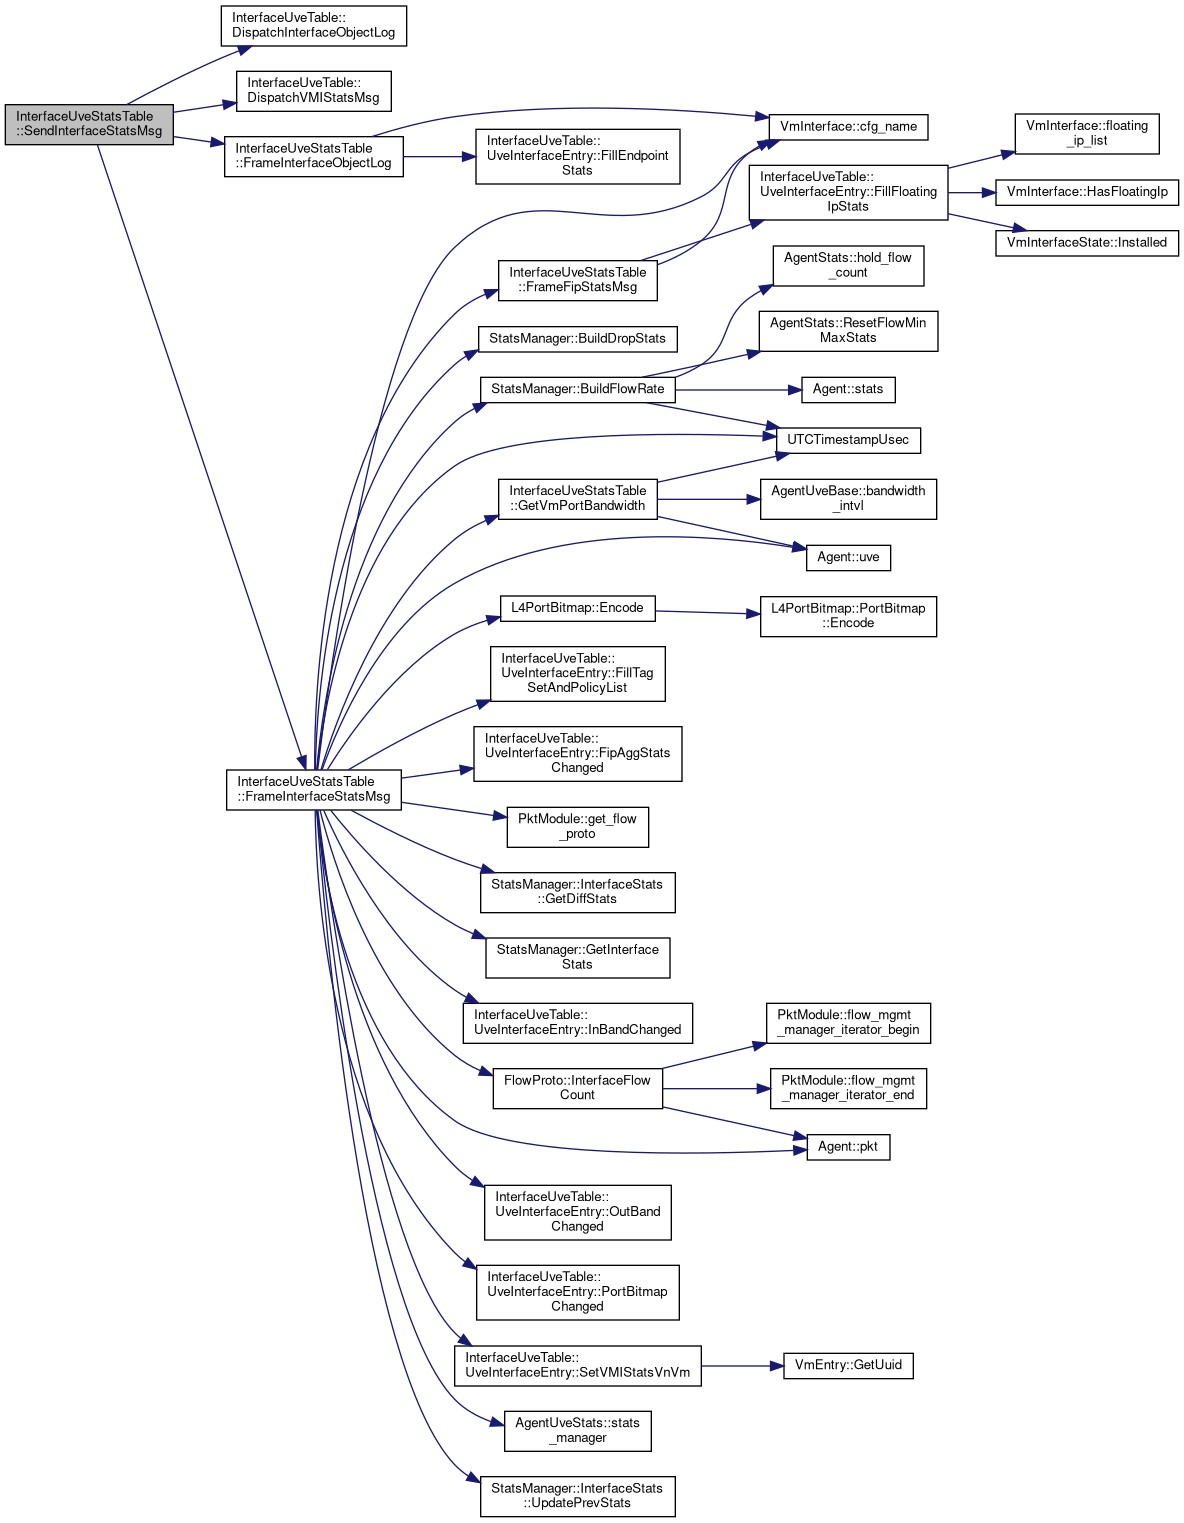 InterfaceUveTable::
DispatchInterfaceObjectLog
InterfaceUveTable::
DispatchVMIStatsMsg
InterfaceUveStatsTable
::SendInterfaceStatsMsg
InterfaceUveStatsTable
::FrameInterfaceObjectLog
InterfaceUveTable::
UveInterfaceEntry::FillEndpoint
Stats
VmInterface::cfg_name
VmInterface::floating
_ip_list
InterfaceUveTable::
UveInterfaceEntry::FillFloating
IpStats
VmInterface::HasFloatingIp
VmInterfaceState::Installed
InterfaceUveStatsTable
::FrameFipStatsMsg
AgentStats::hold_flow
_count
StatsManager::BuildDropStats
AgentStats::ResetFlowMin
MaxStats
StatsManager::BuildFlowRate
Agent::stats
UTCTimestampUsec
InterfaceUveStatsTable
::GetVmPortBandwidth
AgentUveBase::bandwidth
_intvl
Agent::uve
L4PortBitmap::Encode
L4PortBitmap::PortBitmap
::Encode
InterfaceUveTable::
UveInterfaceEntry::FillTag
SetAndPolicyList
InterfaceUveTable::
UveInterfaceEntry::FipAggStats
Changed
InterfaceUveStatsTable
::FrameInterfaceStatsMsg
PktModule::get_flow
_proto
StatsManager::InterfaceStats
::GetDiffStats
StatsManager::GetInterface
Stats
InterfaceUveTable::
UveInterfaceEntry::InBandChanged
PktModule::flow_mgmt
_manager_iterator_begin
FlowProto::InterfaceFlow
Count
PktModule::flow_mgmt
_manager_iterator_end
Agent::pkt
InterfaceUveTable::
UveInterfaceEntry::OutBand
Changed
InterfaceUveTable::
UveInterfaceEntry::PortBitmap
Changed
InterfaceUveTable::
UveInterfaceEntry::SetVMIStatsVnVm
VmEntry::GetUuid
AgentUveStats::stats
_manager
StatsManager::InterfaceStats
::UpdatePrevStats